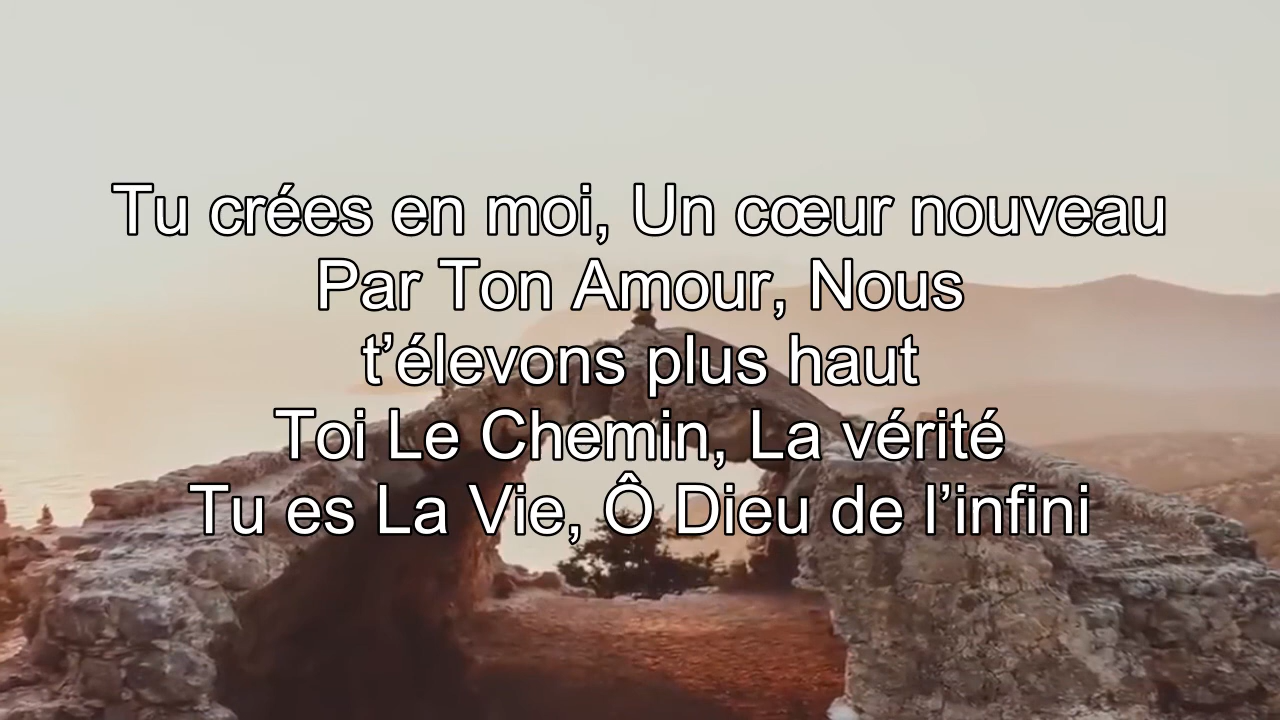 Tu crées en moi, Un cœur nouveau
Par Ton Amour, Nous
t’élevons plus haut
Toi Le Chemin, La vérité
Tu es La Vie, Ô Dieu de l’infini